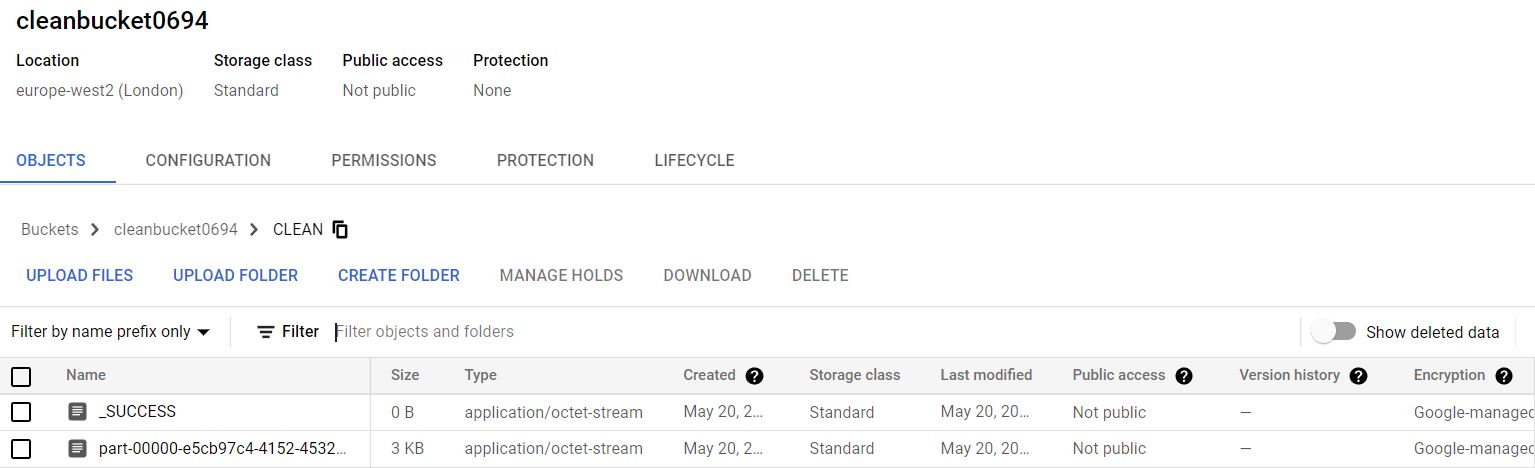 cleanbucket0694
Location Storage class Public access Protection
europe-west2 (London) Standard Not public None
OBJECTS CONFIGURATION PERMISSIONS PROTECTION LIFECYCLE
Buckets cleanbucket0694 CLEAN
UPLOAD FILES UPLOAD FOLDER CREATE FOLDER MANAGE HOLDS DOWNLOAD DELETE
Filter by name prefix only Filter Filter objects and folders Show deleted data
Name Size Type Created ? Storage class Last modified Public access ? Version history ? Encryption ?
_SUCCESS 0 B application/octet-stream May 20, 2... Standard May 20, 20... Not public — Google-managed
part-00000-e5cb97c4-4152-4532... 3 KB application/octet-stream May 20, 2... Standard May 20, 20... Not public — Google-managed